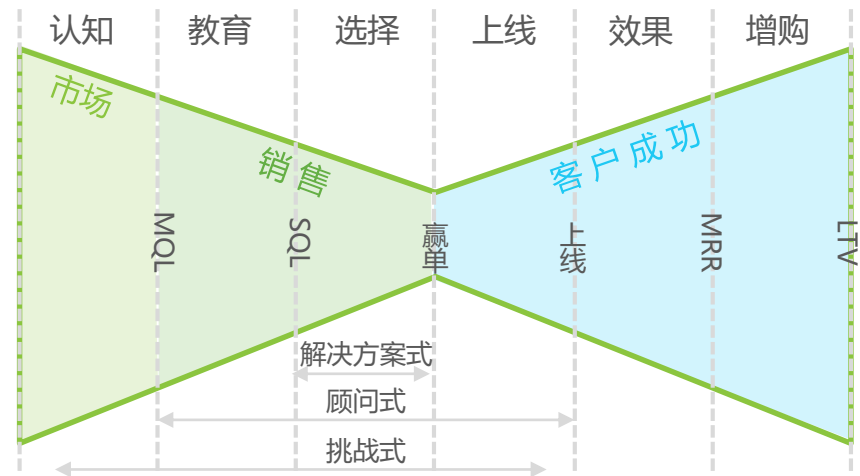 认知 教育 选择 上线 效果 增购
市场
销售
客户成功
MQL
SQL
赢单
上线
MRR
LTV
解决方案式
顾问式
挑战式